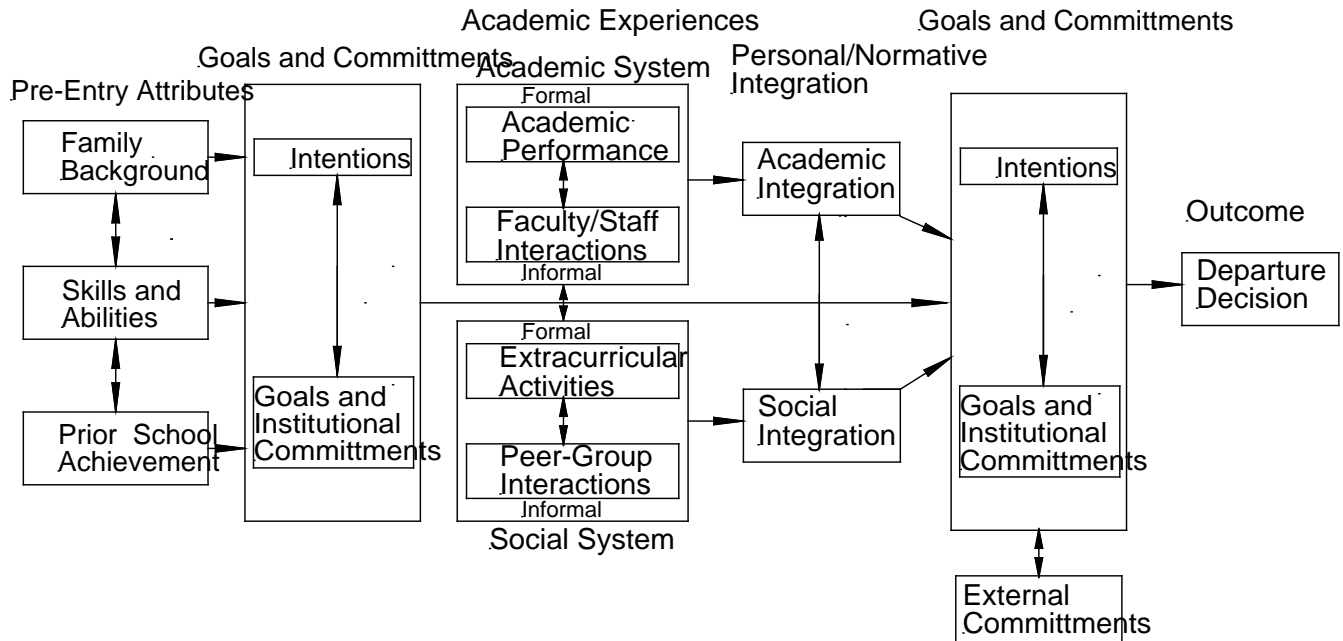 Academic Experiences
Goals and Commitments
Goals and Committments
Personal/Normative
Integration
Academic System
Pre-Entry Attributes
Formal
Family
Background
Intentions
Academic
Performance
Academic
Integration
Intentions
Faculty/Staff
Interactions
Informal
Outcome
Skills and
Abilities
Departure
Decision
Formal
Extracurricular
Activities
Goals and
Institutional
Committments
Social
Integration
Goals and
Institutional
Committments
Prior School
Achievement
Peer-Group
Interactions
Informal
Social System
External
Committments